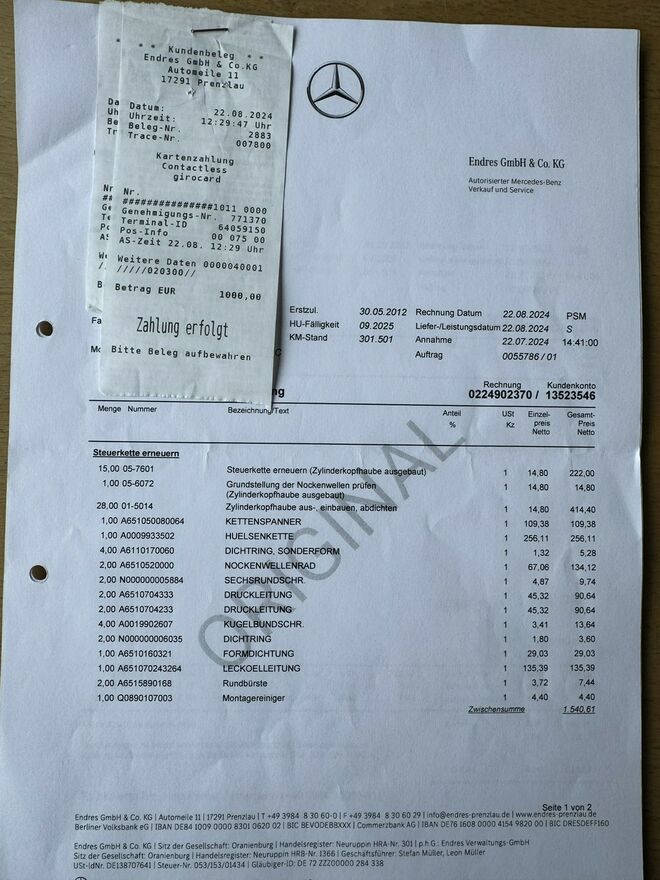 * * Kundenbeleg * *
Endres GmbH & Co.KG
Automeile 11
17291 Prenzlau
Datum: 22.08.2024
Uhrzeit: 12:29:47 Uhr
Beleg-Nr. 2883
Trace-Nr. 007800
Kartenzahlung
Contactless
girocard
Nr.
###############1011 0000
Genehmigungs-Nr. 771370
Terminal-ID 64059150
Pos-Info 00 075 00
AS-Zeit 22.08. 12:29 Uhr
Weitere Daten 0000040001
/////020300//
Betrag EUR 1000,00
Zahlung erfolgt
Bitte Beleg aufbewahren
Endres GmbH & Co. KG
Autorisierter Mercedes-Benz
Verkauf und Service
Erstzul. 30.05.2012 Rechnung Datum 22.08.2024 PSM
HU-Fälligkeit 09.2025 Liefer-/Leistungsdatum 22.08.2024 S
KM-Stand 301.501 Annahme 22.07.2024 14:41:00
Auftrag 0055786 / 01
Rechnung Kundenkonto
0224902370 / 13523546
Menge Nummer Bezeichnung/Text Anteil % USt Kz Einzelpreis Netto Gesamt-Preis Netto
Steuerkette erneuern
15,00 05-7601 Steuerkette erneuern (Zylinderkopfhaube ausgebaut) 1 14,80 222,00
1,00 05-6072 Grundstellung der Nockenwellen prüfen 1 14,80 14,80
(Zylinderkopfhaube ausgebaut)
28,00 01-5014 Zylinderkopfhaube aus-, einbauen, abdichten 1 14,80 414,40
1,00 A651050080064 KETTENSPANNER 1 109,38 109,38
1,00 A0009933502 HUELSENKETTE 1 256,11 256,11
4,00 A6110170060 DICHTRING, SONDERFORM 1 1,32 5,28
2,00 A6510520000 NOCKENWELLENRAD 1 67,06 134,12
2,00 N000000005884 SECHSRUNDSCHR. 1 4,87 9,74
2,00 A6510704333 DRUCKLEITUNG 1 45,32 90,64
2,00 A6510704233 DRUCKLEITUNG 1 45,32 90,64
4,00 A0019902607 KUGELBUNDSCHR. 1 3,41 13,64
2,00 N000000006035 DICHTRING 1 1,80 3,60
1,00 A6510160321 FORMDICHTUNG 1 29,03 29,03
1,00 A651070243264 LECKOELLEITUNG 1 135,39 135,39
2,00 A6515890168 Rundbürste 1 3,72 7,44
1,00 Q0890107003 Montagereiniger 1 4,40 4,40
Zwischensumme 1.540,61
ORIGINAL
Seite 1 von 2
Endres GmbH & Co. KG | Automeile 11 | 17291 Prenzlau | T +49 3984 8 30 60-0 | F +49 3984 8 30 60 29 | info@endres-prenzlau.de | www.endres-prenzlau.de
Berliner Volksbank eG | IBAN DE84 1009 0000 8301 0620 02 | BIC BEVODEBBXXX | Commerzbank AG | IBAN DE76 1608 0000 4154 9820 00 | BIC DRESDEFF160
Endres GmbH & Co. KG | Sitz der Gesellschaft: Oranienburg | Handelsregister: Neuruppin HRA-Nr. 301 | p.h.G.: Endres Verwaltungs-GmbH
Sitz der Gesellschaft: Oranienburg | Handelsregister: Neuruppin HRB-Nr. 1366 | Geschäftsführer: Stefan Müller, Leon Müller
USt-IdNr. DE138707641 | Steuer-Nr. 053/153/01434 | Gläubiger-ID: DE 72 ZZZ00000 284 338